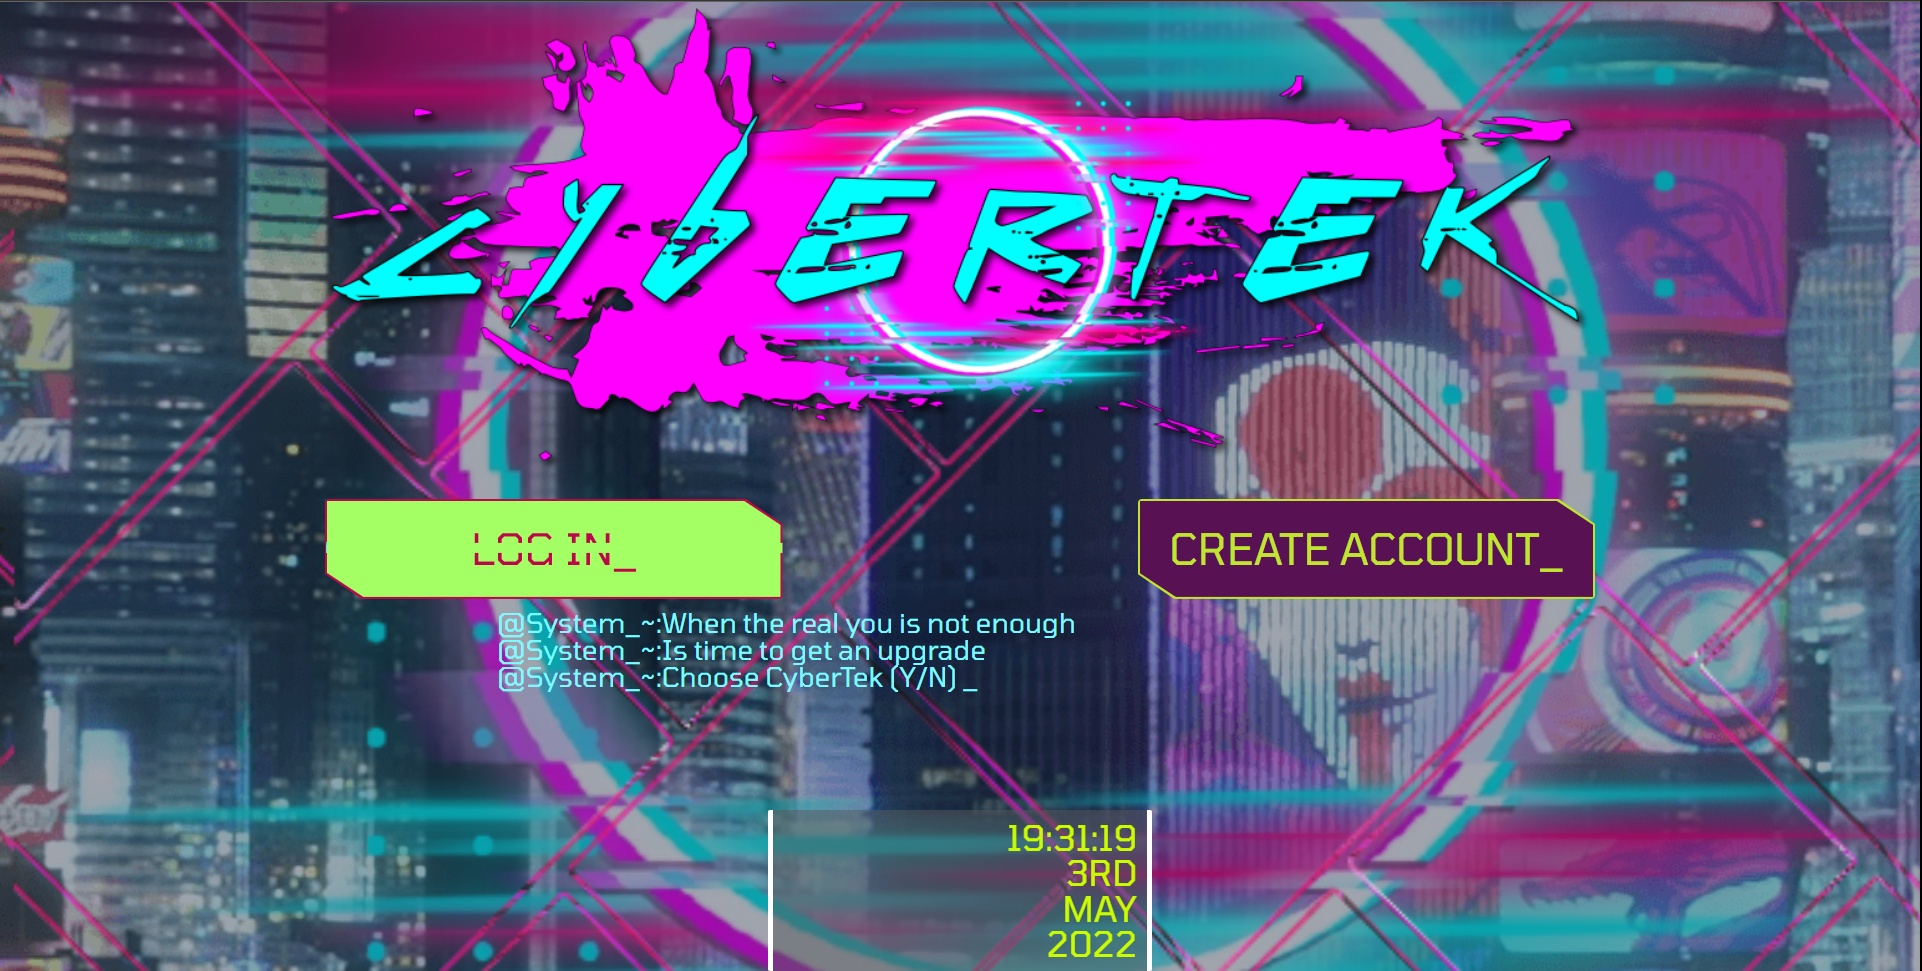 CYBERTEK
LOG IN_
CREATE ACCOUNT_
@System_~:When the real you is not enough
@System_~:Is time to get an upgrade
@System_~:Choose CyberTek (Y/N) _
19:31:19
3RD
MAY
2022